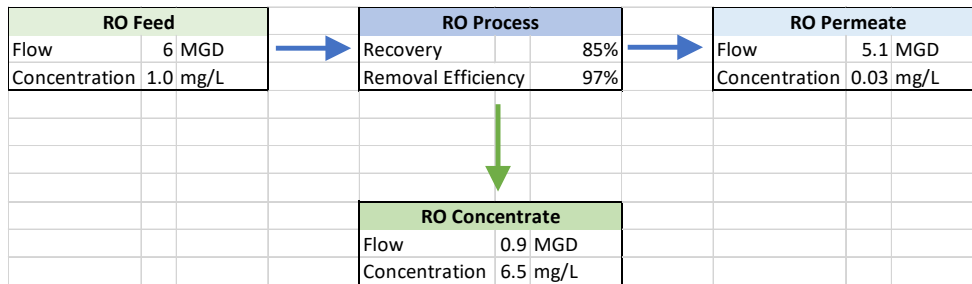 RO Feed
Flow 6 MGD
Concentration 1.0 mg/L
RO Process
Recovery 85%
Removal Efficiency 97%
RO Permeate
Flow 5.1 MGD
Concentration 0.03 mg/L
RO Concentrate
Flow 0.9 MGD
Concentration 6.5 mg/L